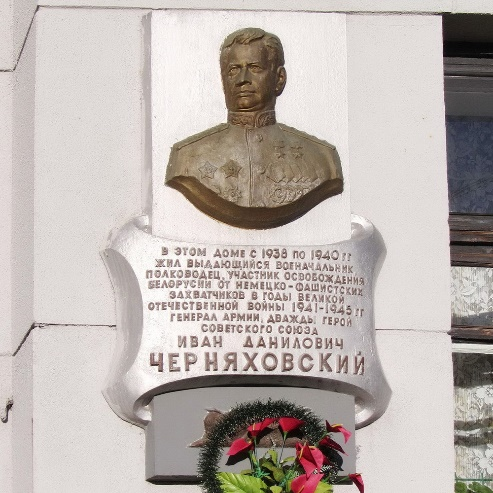 В ЭТОМ ДОМЕ С 1938 ПО 1940 ГГ
ЖИЛ ВЫДАЮЩИЙСЯ ВОЕНАЧАЛЬНИК
ПОЛКОВОДЕЦ, УЧАСТНИК ОСВОБОЖДЕНИЯ
БЕЛОРУСИИ ОТ НЕМЕЦКО-ФАШИСТСКИХ
ЗАХВАТЧИКОВ В ГОДЫ ВЕЛИКОЙ
ОТЕЧЕСТВЕННОЙ ВОЙНЫ 1941-1945 ГГ
ГЕНЕРАЛ АРМИИ, ДВАЖДЫ ГЕРОЙ
СОВЕТСКОГО СОЮЗА
ИВАН ДАНИЛОВИЧ
ЧЕРНЯХОВСКИЙ